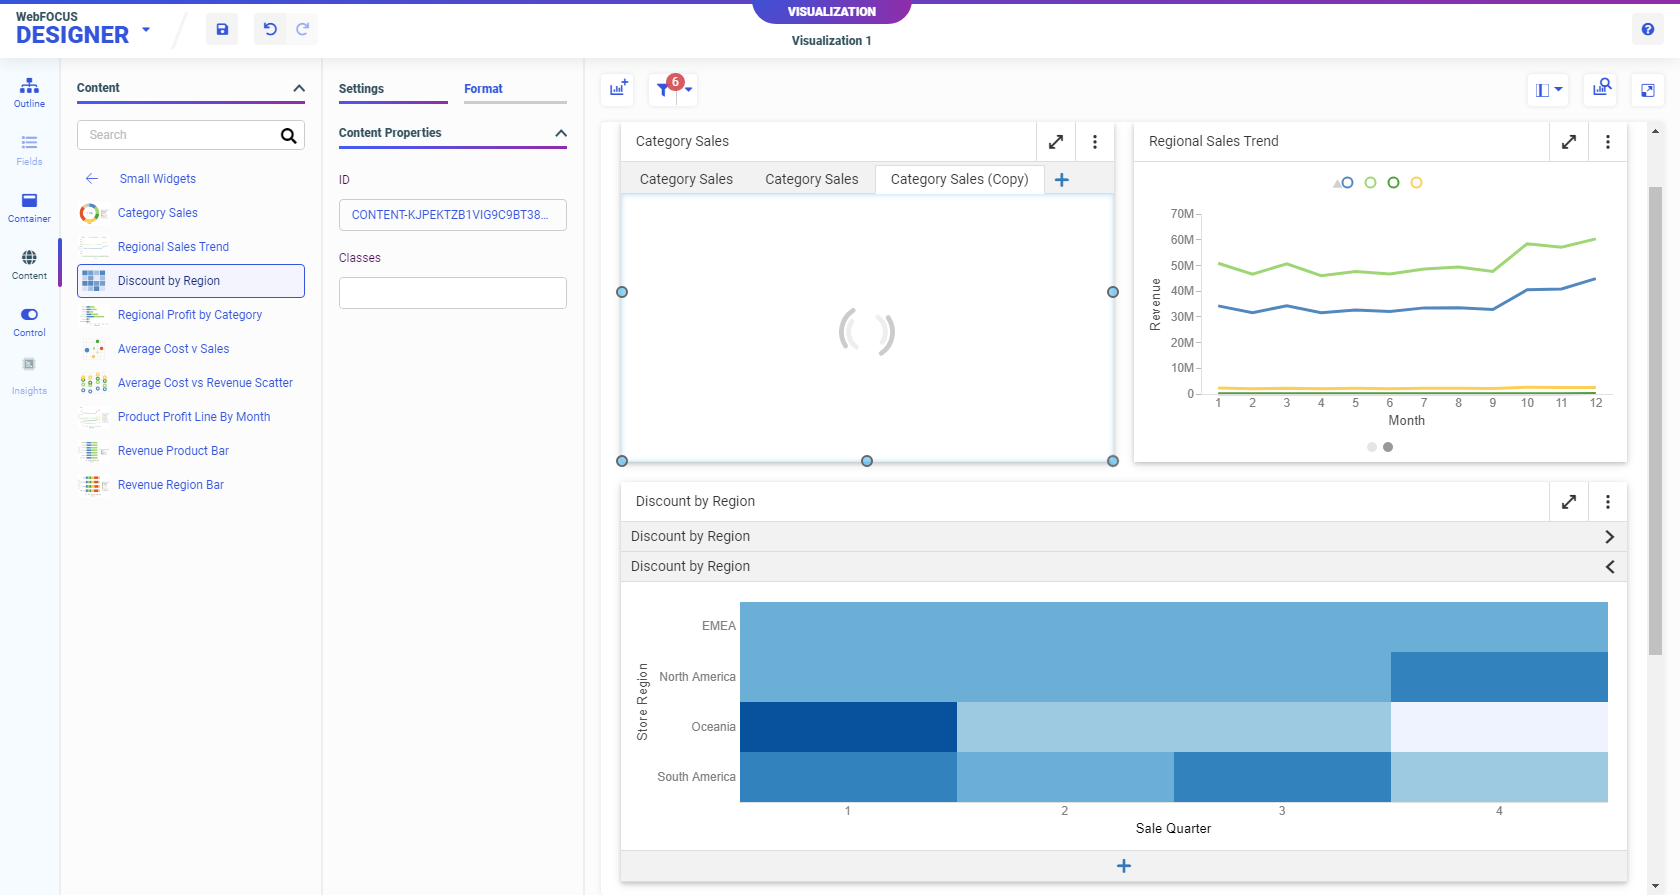 WebFOCUS
DESIGNER
VISUALIZATION
Visualization 1
Outline
Fields
Container
Content
Control
Insights
Content
Search
Small Widgets
Category Sales
Regional Sales Trend
Discount by Region
Regional Profit by Category
Average Cost v Sales
Average Cost vs Revenue Scatter
Product Profit Line By Month
Revenue Product Bar
Revenue Region Bar
Settings
Format
Content Properties
ID
CONTENT-KJPEKTZB1VIG9C9BT38...
Classes
6
Category Sales
Category Sales Category Sales Category Sales (Copy)
Regional Sales Trend
70M
60M
50M
40M
30M
20M
10M
0
Revenue
1 2 3 4 5 6 7 8 9 10 11 12
Month
Discount by Region
Discount by Region
Discount by Region
EMEA
North America
Oceania
South America
Store Region
1 2 3 4
Sale Quarter